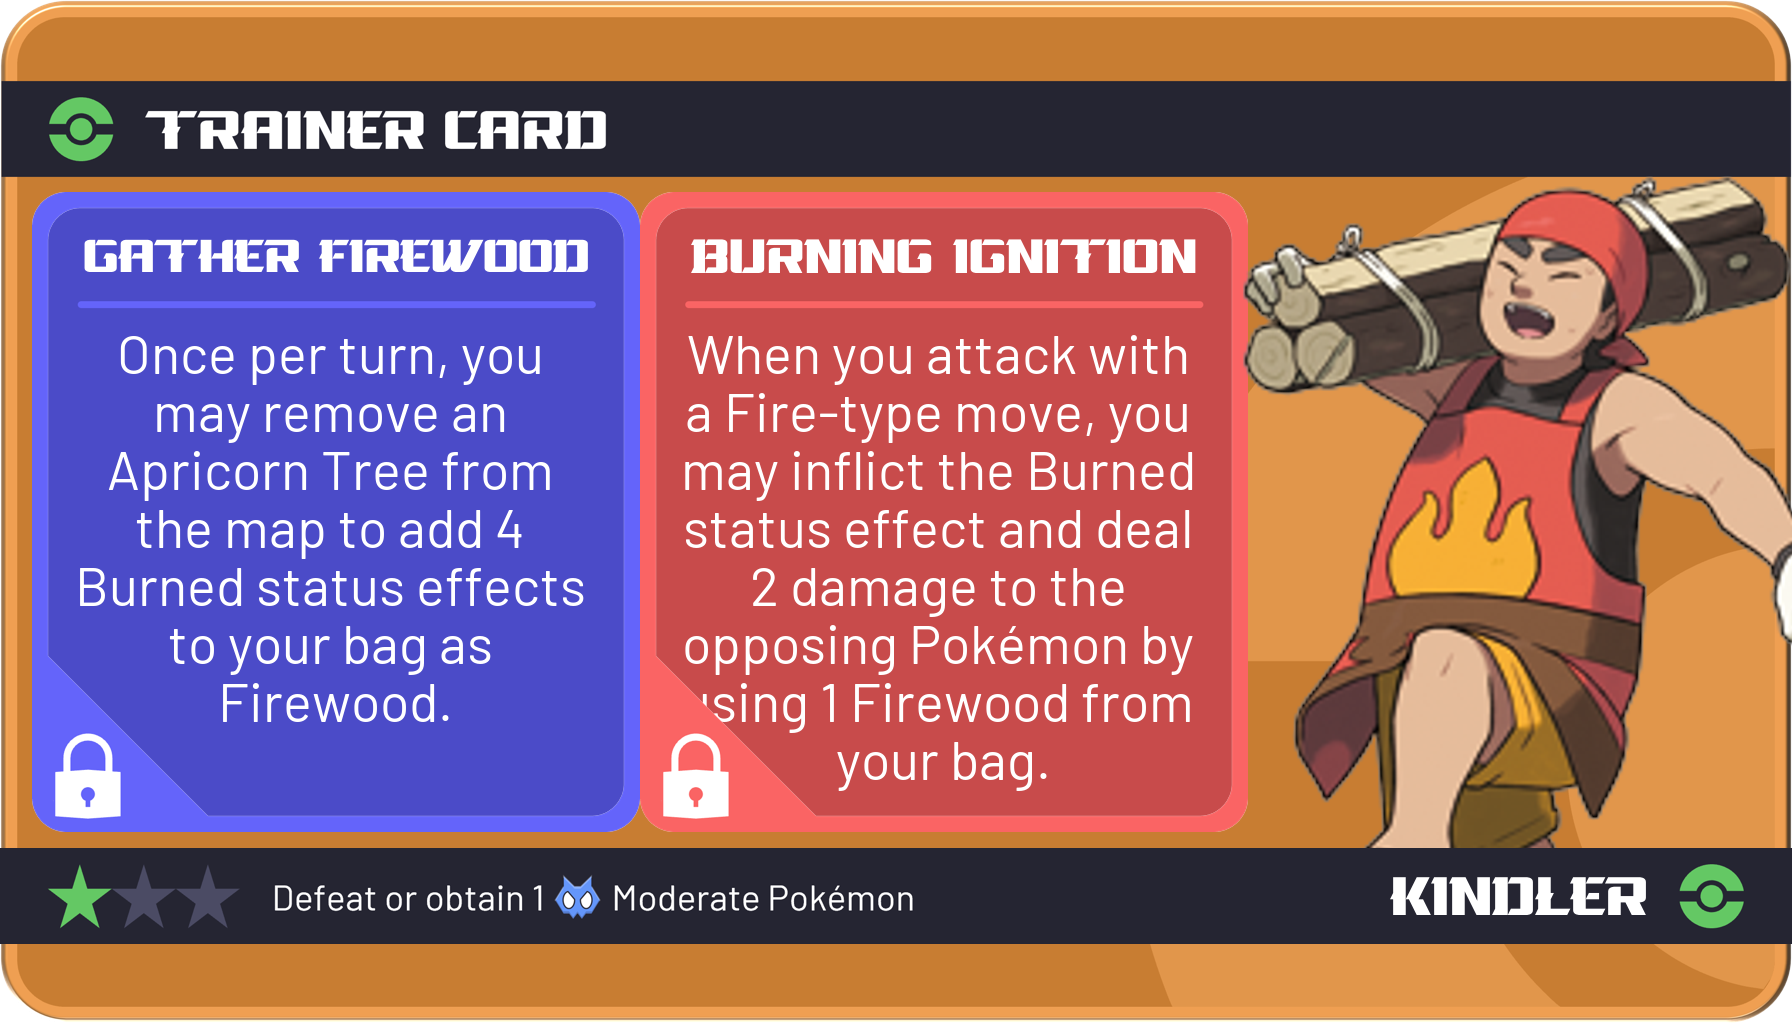 TRAINER CARD
GATHER FIREWOOD
Once per turn, you
may remove an
Apricorn Tree from
the map to add 4
Burned status effects
to your bag as
Firewood.
BURNING IGNITION
When you attack with
a Fire-type move, you
may inflict the Burned
status effect and deal
2 damage to the
opposing Pokémon by
using 1 Firewood from
your bag.
Defeat or obtain 1 Moderate Pokémon
KINDLER